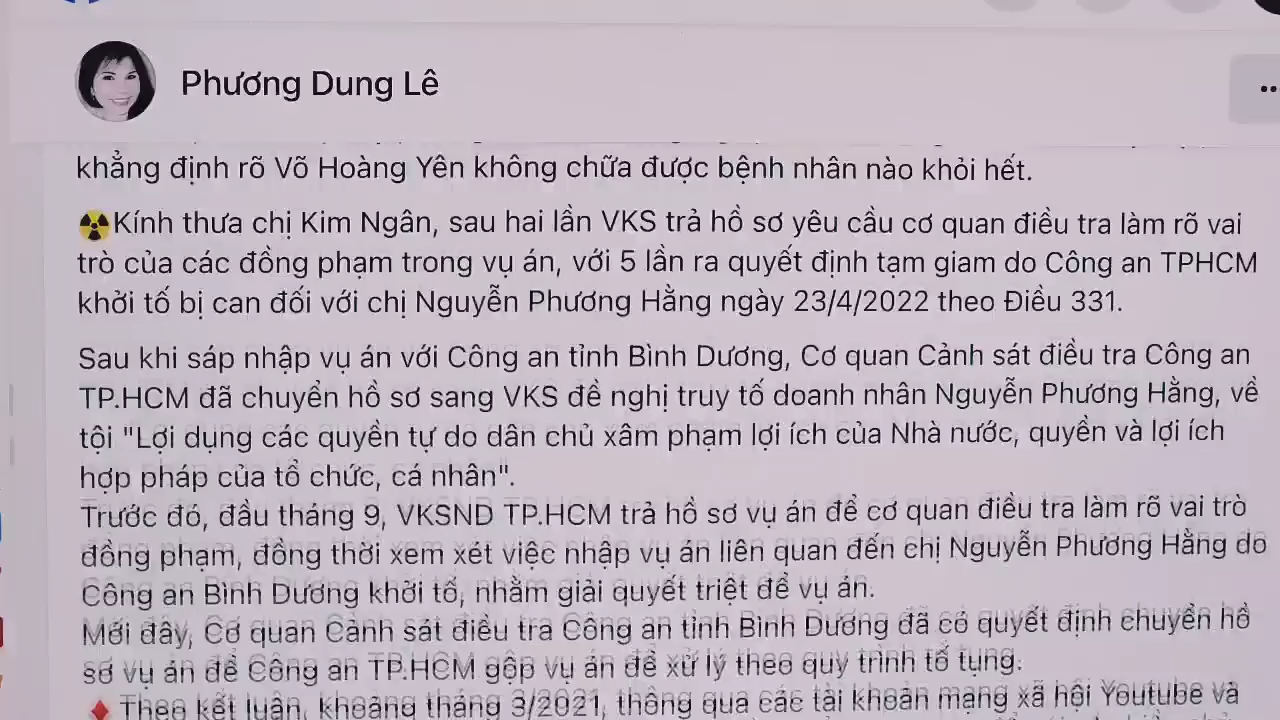 Phương Dung Lê
khẳng định rõ Võ Hoàng Yên không chữa được bệnh nhân nào khỏi hết.
Kính thưa chị Kim Ngân, sau hai lần VKS trả hồ sơ yêu cầu cơ quan điều tra làm rõ vai
trò của các đồng phạm trong vụ án, với 5 lần ra quyết định tạm giam do Công an TPHCM
khởi tố bị can đối với chị Nguyễn Phương Hằng ngày 23/4/2022 theo Điều 331.
Sau khi sáp nhập vụ án với Công an tỉnh Bình Dương, Cơ quan Cảnh sát điều tra Công an
TP.HCM đã chuyển hồ sơ sang VKS đề nghị truy tố doanh nhân Nguyễn Phương Hằng, về
tội "Lợi dụng các quyền tự do dân chủ xâm phạm lợi ích của Nhà nước, quyền và lợi ích
hợp pháp của tổ chức, cá nhân".
Trước đó, đầu tháng 9, VKSND TP.HCM trả hồ sơ vụ án để cơ quan điều tra làm rõ vai trò
đồng phạm, đồng thời xem xét việc nhập vụ án liên quan đến chị Nguyễn Phương Hằng do
Công an Bình Dương khởi tố, nhằm giải quyết triệt để vụ án.
Mới đây, Cơ quan Cảnh sát điều tra Công an tỉnh Bình Dương đã có quyết định chuyển hồ
sơ vụ án để Công an TP.HCM gộp vụ án để xử lý theo quy trình tố tụng.
Theo kết luận, khoảng tháng 3/2021, thông qua các tài khoản mạng xã hội Youtube và